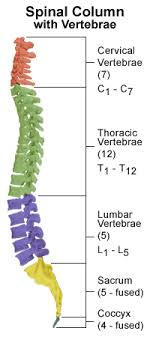 Spinal Column
with Vertebrae
Cervical
Vertebrae
(7)
C1 - C7
Thoracic
Vertebrae
(12)
T1 - T12
Lumbar
Vertebrae
(5)
L1 - L5
Sacrum
(5 - fused)
Coccyx
(4 - fused)